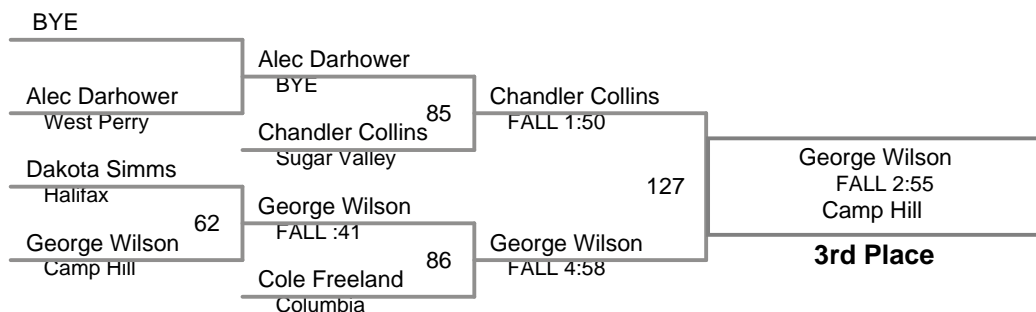 BYE
Alec Darhower
West Perry
Dakota Simms
Halifax
62
George Wilson
Camp Hill
Alec Darhower
BYE
85
Chandler Collins
Sugar Valley
George Wilson
FALL :41
86
Cole Freeland
Columbia
Chandler Collins
FALL 1:50
127
George Wilson
FALL 4:58
George Wilson
FALL 2:55
Camp Hill
3rd Place